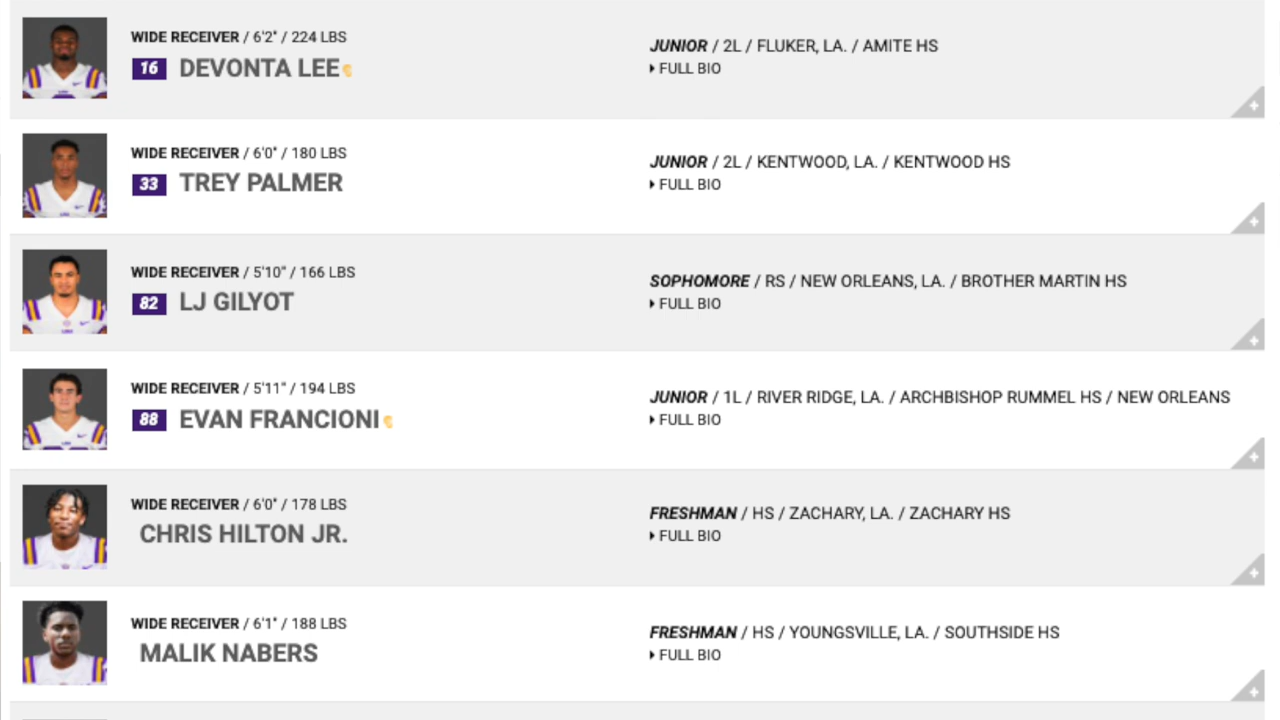 WIDE RECEIVER / 6'2" / 224 LBS
16 DEVONTA LEE
JUNIOR / 2L / FLUKER, LA. / AMITE HS
FULL BIO
WIDE RECEIVER / 6'0" / 180 LBS
33 TREY PALMER
JUNIOR / 2L / KENTWOOD, LA. / KENTWOOD HS
FULL BIO
WIDE RECEIVER / 5'10" / 166 LBS
82 LJ GILYOT
SOPHOMORE / RS / NEW ORLEANS, LA. / BROTHER MARTIN HS
FULL BIO
WIDE RECEIVER / 5'11" / 194 LBS
88 EVAN FRANCIONI
JUNIOR / 1L / RIVER RIDGE, LA. / ARCHBISHOP RUMMEL HS / NEW ORLEANS
FULL BIO
WIDE RECEIVER / 6'0" / 178 LBS
CHRIS HILTON JR.
FRESHMAN / HS / ZACHARY, LA. / ZACHARY HS
FULL BIO
WIDE RECEIVER / 6'1" / 188 LBS
MALIK NABERS
FRESHMAN / HS / YOUNGSVILLE, LA. / SOUTHSIDE HS
FULL BIO